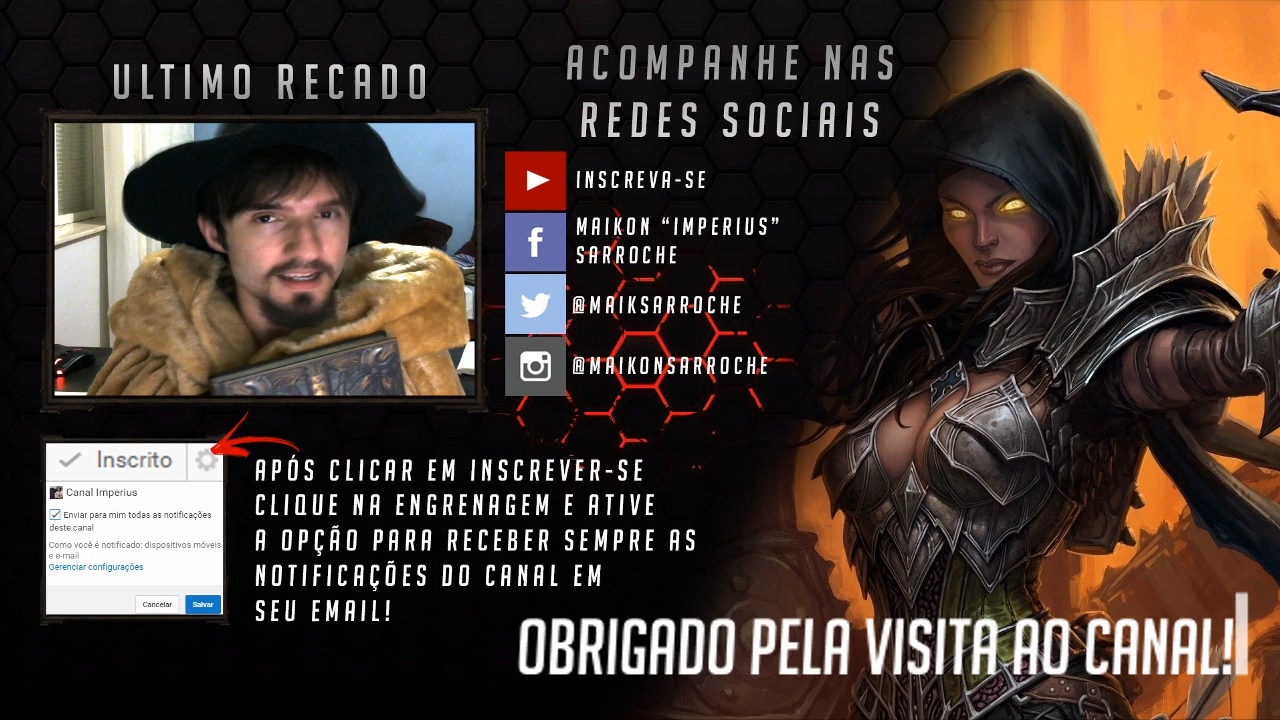 ULTIMO RECADO
ACOMPANHE NAS
REDES SOCIAIS
INSCREVA-SE
MAIKON “IMPERIUS”
SARROCHE
@MAIKSARROCHE
@MAIKONSARROCHE
Inscrito
Canal Imperius
Enviar para mim todas as notificações
deste canal
Como você é notificado: dispositivos móveis
e e-mail
Gerenciar configurações
Cancelar Salvar
APÓS CLICAR EM INSCREVER-SE
CLIQUE NA ENGRENAGEM E ATIVE
A OPÇÃO PARA RECEBER SEMPRE AS
NOTIFICAÇÕES DO CANAL EM
SEU EMAIL!
OBRIGADO PELA VISITA AO CANAL!